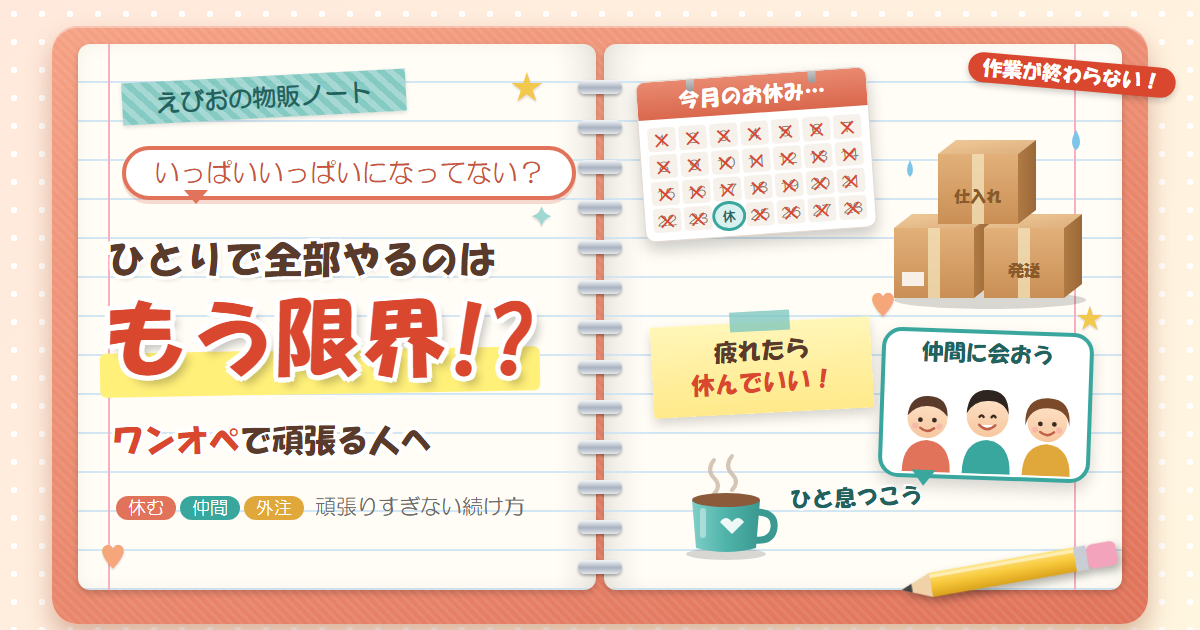 えびおの物販ノート
いっぱいいっぱいになってない？
ひとりで全部やるのは
もう限界!?
ワンオペで頑張る人へ
休む 仲間 外注 頑張りすぎない続け方
作業が終わらない！
今月のお休み…
休
仕入れ
発送
疲れたら
休んでいい！
仲間に会おう
ひと息つこう